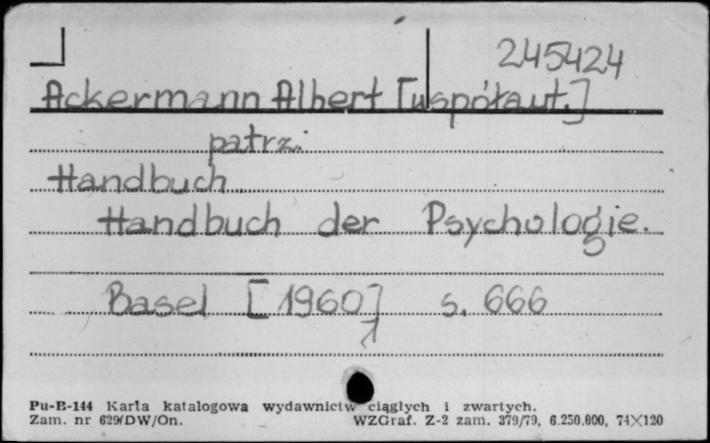 245424
Ackermann Albert [współaut.]
patrz:
Handbuch
Handbuch der Psychologie.
Basel [1960] s. 666
1
Pu-B-144 Karta katalogowa wydawnictw ciągłych i zwartych.
Zam. nr 629/DW/On. WZGraf. Z-2 zam. 379/79, 6.250.000, 74X120